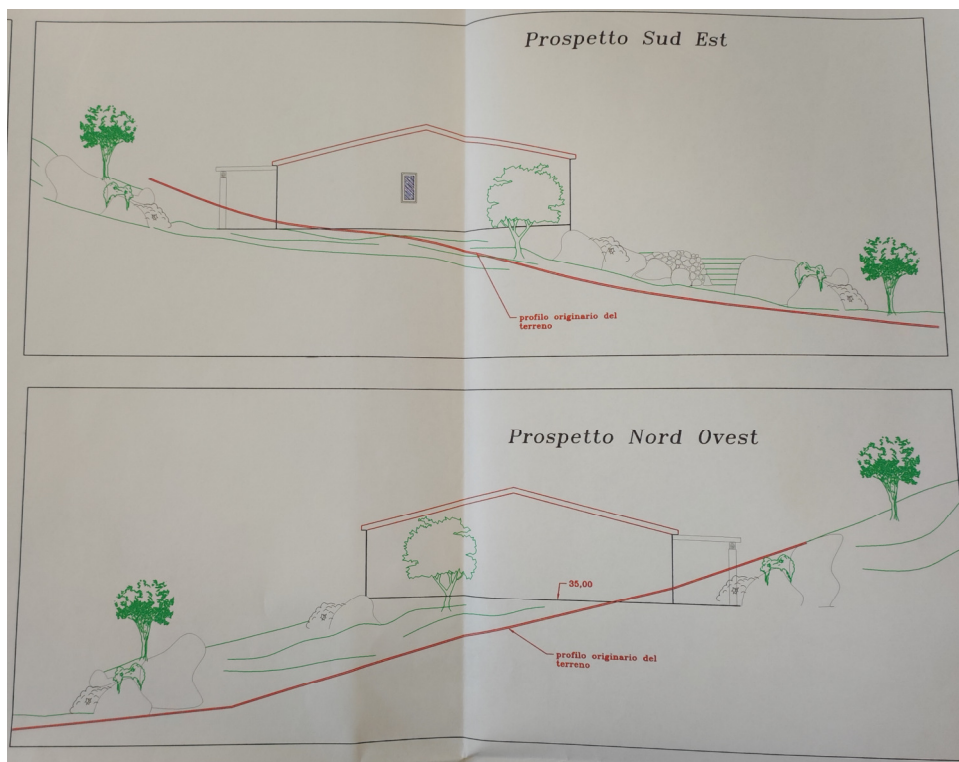 Prospetto Sud Est
profilo originario del
terreno
Prospetto Nord Ovest
35,00
profilo originario del
terreno